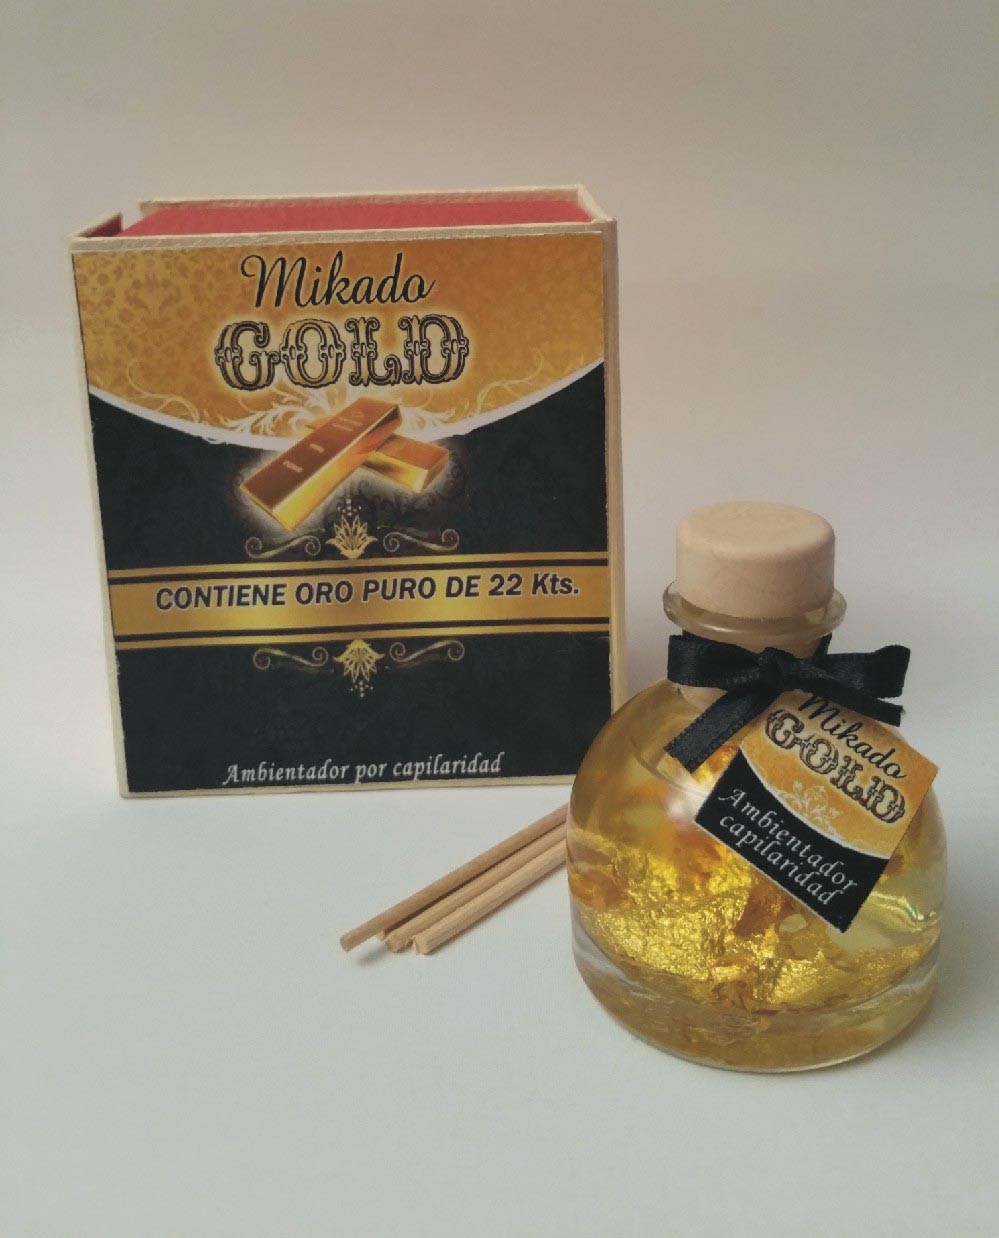 Mikado
GOLD
CONTIENE ORO PURO DE 22 Kts.
Ambientador por capilaridad
Mikado
GOLD
Ambientador
capilaridad